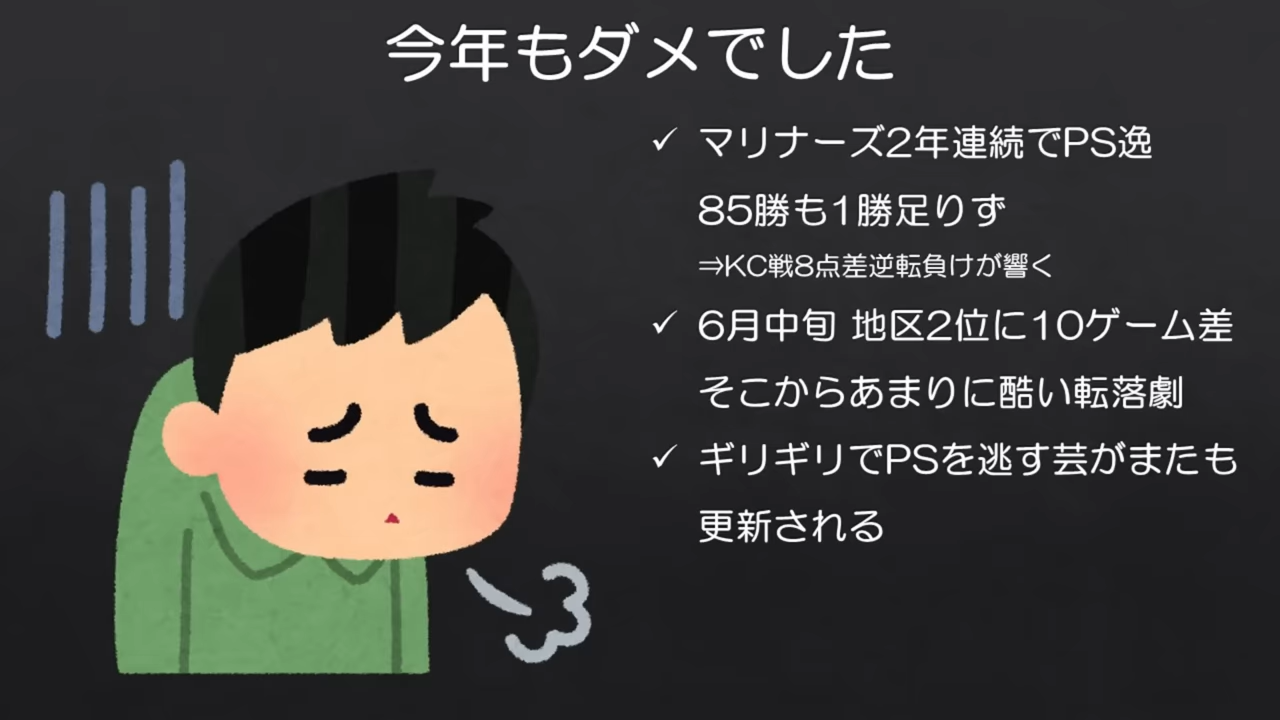 今年もダメでした
✓ マリナーズ2年連続でPS逸
85勝も1勝足りず
⇒KC戦8点差逆転負けが響く
✓ 6月中旬 地区2位に10ゲーム差
そこからあまりに酷い転落劇
✓ ギリギリでPSを逃す芸がまたも
更新される